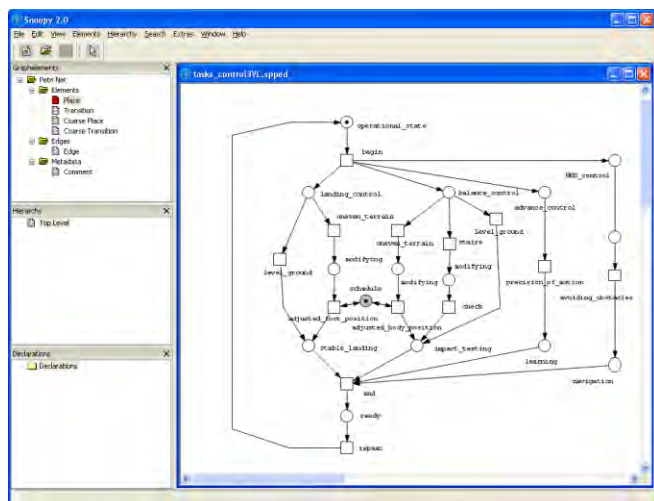 Snoopy 2.0
File Edit View Elements Hierarchy Search Extras Window Help
Graphelements
Petri Net
Elements
Place
Transition
Coarse Place
Coarse Transition
Edges
Edge
Metadata
Comment
Hierarchy
Top Level
Declarations
Declarations
tasks_control3YL.spped
operational_state
begin
landing_control
balance_control
advance_control
uneven_terrain
uneven_terrain
level_ground
stairs
level_ground
modifying
modifying
modifying
precision_of_motion
schedule
check
avoiding_obstacles
adjusted_foot_position
adjusted_body_position
stable_landing
impact_testing
learning
navigation
end
ready
repeat